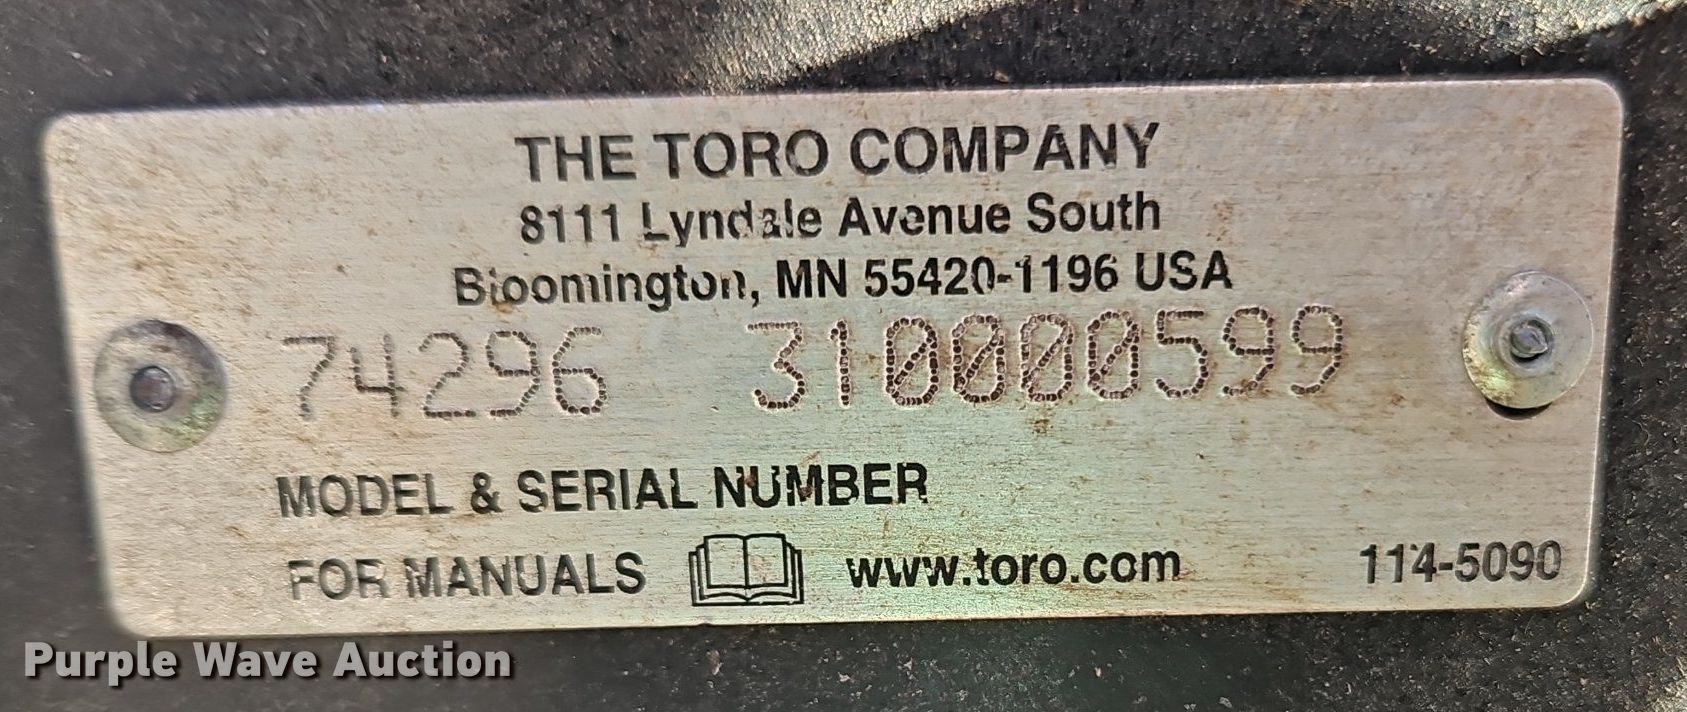 THE TORO COMPANY
8111 Lyndale Avenue South
Bloomington, MN 55420-1196 USA
74296 310000599
MODEL & SERIAL NUMBER
FOR MANUALS www.toro.com 114-5090
Purple Wave Auction